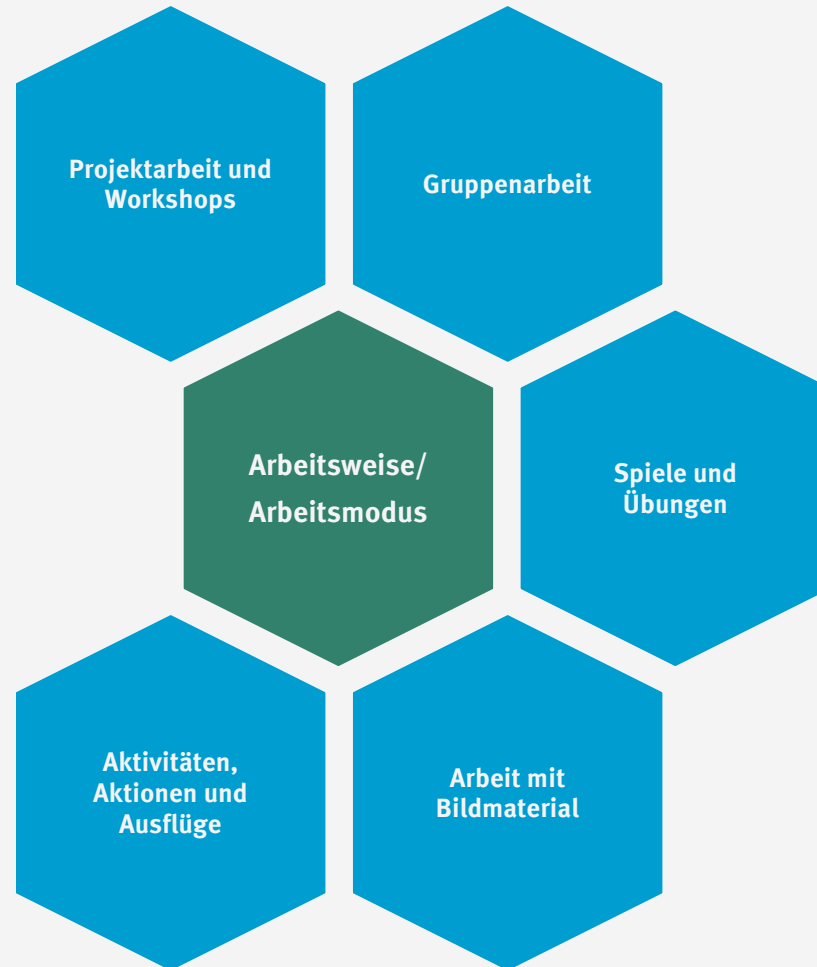 Projektarbeit und
Workshops
Gruppenarbeit
Arbeitsweise/
Arbeitsmodus
Spiele und
Übungen
Aktivitäten,
Aktionen und
Ausflüge
Arbeit mit
Bildmaterial